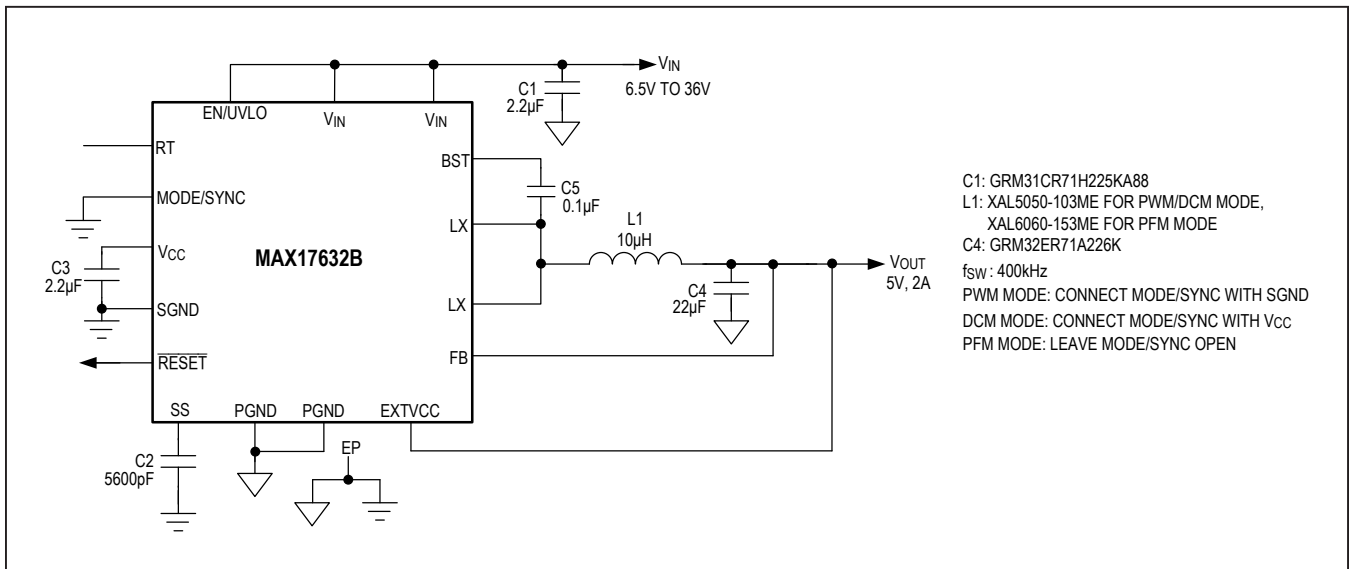 VIN
6.5V TO 36V
C1
2.2µF
EN/UVLO
VIN
VIN
RT
BST
MODE/SYNC
C5
0.1µF
LX
VCC
MAX17632B
L1
10µH
C3
2.2µF
VOUT
5V, 2A
SGND
LX
C4
22µF
RESET
FB
SS
PGND
PGND
EXTVCC
C2
5600pF
EP
C1: GRM31CR71H225KA88
L1: XAL5050-103ME FOR PWM/DCM MODE,
XAL6060-153ME FOR PFM MODE
C4: GRM32ER71A226K
fSW : 400kHz
PWM MODE: CONNECT MODE/SYNC WITH SGND
DCM MODE: CONNECT MODE/SYNC WITH VCC
PFM MODE: LEAVE MODE/SYNC OPEN